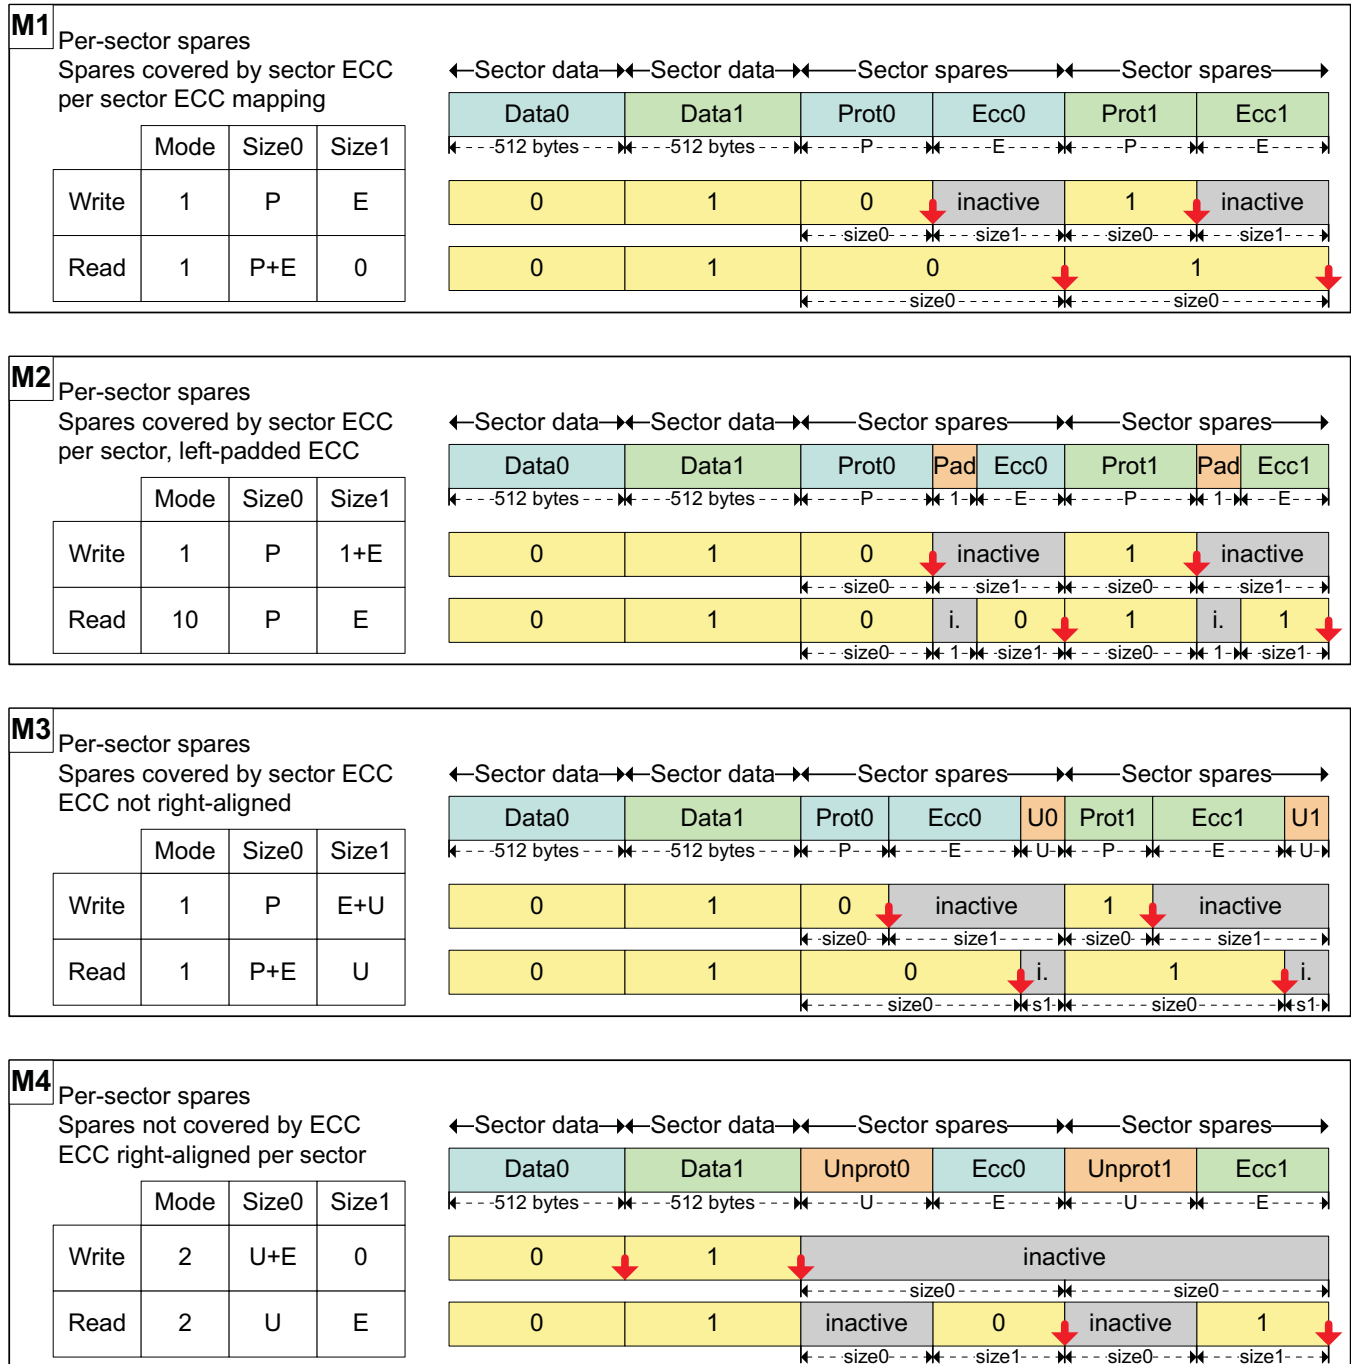 M1
Per-sector spares
Spares covered by sector ECC
per sector ECC mapping
Mode Size0 Size1
Write 1 P E
Read 1 P+E 0
Sector data Sector data Sector spares Sector spares
Data0 Data1 Prot0 Ecc0 Prot1 Ecc1
512 bytes 512 bytes P E P E
0 1 0 inactive 1 inactive
size0 size1 size0 size1
0 1 0 1
size0 size0
M2
Per-sector spares
Spares covered by sector ECC
per sector, left-padded ECC
Mode Size0 Size1
Write 1 P 1+E
Read 10 P E
Sector data Sector data Sector spares Sector spares
Data0 Data1 Prot0 Pad Ecc0 Prot1 Pad Ecc1
512 bytes 512 bytes P 1 E P 1 E
0 1 0 inactive 1 inactive
size0 size1 size0 size1
0 1 0 i. 0 1 i. 1
size0 1 size1 size0 1 size1
M3
Per-sector spares
Spares covered by sector ECC
ECC not right-aligned
Mode Size0 Size1
Write 1 P E+U
Read 1 P+E U
Sector data Sector data Sector spares Sector spares
Data0 Data1 Prot0 Ecc0 U0 Prot1 Ecc1 U1
512 bytes 512 bytes P E U P E U
0 1 0 inactive 1 inactive
size0 size1 size0 size1
0 1 0 i. 1 i.
size0 s1 size0 s1
M4
Per-sector spares
Spares not covered by ECC
ECC right-aligned per sector
Mode Size0 Size1
Write 2 U+E 0
Read 2 U E
Sector data Sector data Sector spares Sector spares
Data0 Data1 Unprot0 Ecc0 Unprot1 Ecc1
512 bytes 512 bytes U E U E
0 1 inactive
size0 size0
0 1 inactive 0 inactive 1
size0 size1 size0 size1